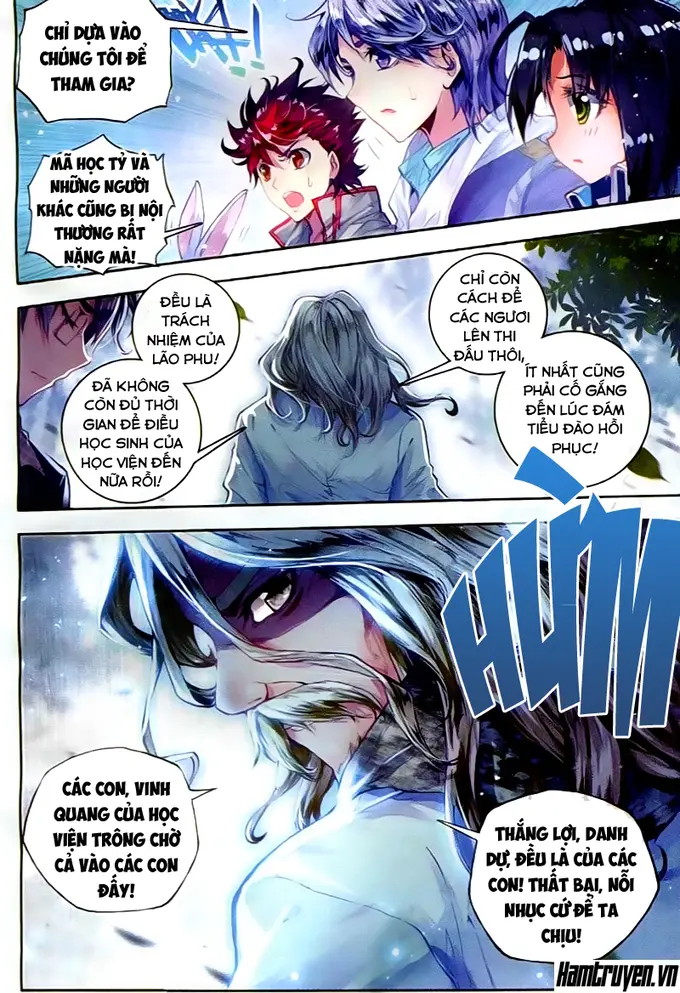 CHỈ DỰA VÀO
CHÚNG TÔI ĐỂ
THAM GIA?
MÃ HỌC TỶ VÀ
NHỮNG NGƯỜI
KHÁC CŨNG BỊ NỘI
THƯƠNG RẤT
NẶNG MÀ!
ĐỀU LÀ
TRÁCH
NHIỆM CỦA
LÃO PHU!
ĐÃ KHÔNG
CÒN ĐỦ THỜI
GIAN ĐỂ ĐIỀU
HỌC SINH CỦA
HỌC VIỆN ĐẾN
NỮA RỒI!
CHỈ CÒN
CÁCH ĐỂ
CÁC NGƯƠI
LÊN THI
ĐẤU THÔI,
ÍT NHẤT CŨNG
PHẢI CỐ GẮNG
ĐẾN LÚC ĐÁM
TIỂU ĐÀO HỒI
PHỤC!
HÙM
CÁC CON, VINH
QUANG CỦA HỌC
VIỆN TRÔNG CHỜ
CẢ VÀO CÁC CON
ĐẤY!
THẮNG LỢI, DANH
DỰ, ĐỀU LÀ CỦA CÁC
CON! THẤT BẠI, NỖI
NHỤC CỨ ĐỂ TA
CHỊU!
Hamtruyen.vn